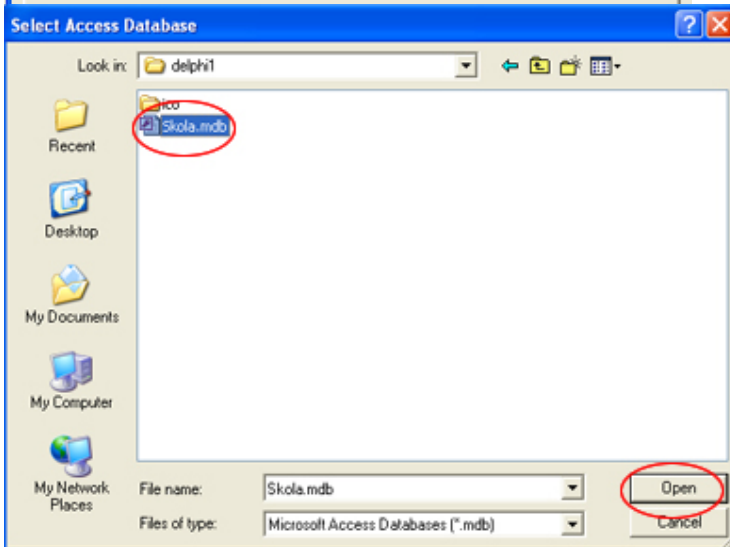 Select Access Database
Look in: delphi1
ico
Skola.mdb
Recent
Desktop
My Documents
My Computer
My Network
Places
File name: Skola.mdb Open
Files of type: Microsoft Access Databases (*.mdb) Cancel